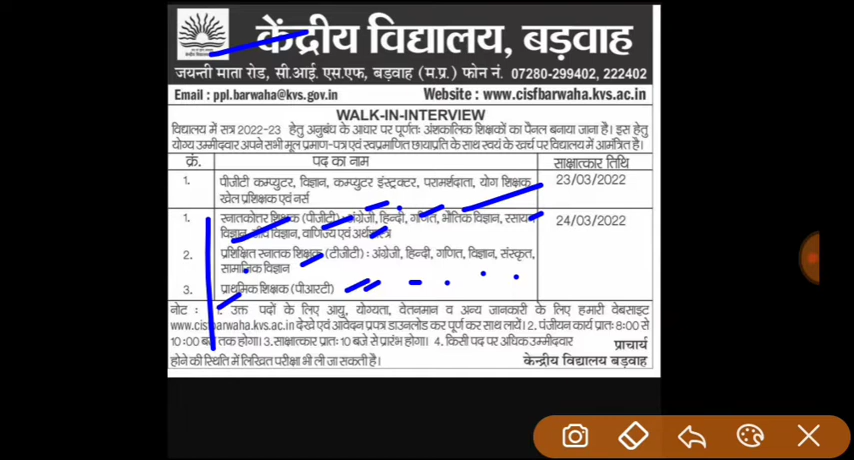 केंद्रीय विद्यालय, बड़वाह
जयन्ती माता रोड, सी.आई. एस.एफ, बड़वाह (म.प्र.) फोन नं. 07280-299402, 222402
Email : ppl.barwaha@kvs.gov.in Website : www.cisfbarwaha.kvs.ac.in
WALK-IN-INTERVIEW
विद्यालय में सत्र 2022-23 हेतु अनुबंध के आधार पर पूर्णतः अंशकालिक शिक्षकों का पैनल बनाया जाना है। इस हेतु
योग्य उम्मीदवार अपने सभी मूल प्रमाण-पत्र एवं स्वप्रमाणित छायाप्रति के साथ स्वयं के खर्च पर विद्यालय में आमंत्रित है।
क्रं. पद का नाम साक्षात्कार तिथि
1. पीजीटी कम्प्युटर, विज्ञान, कम्प्युटर इंस्ट्रक्टर, परामर्शदाता, योग शिक्षक, 23/03/2022
खेल प्रशिक्षक एवं नर्स
1. स्नातकोतर शिक्षक (पीजीटी) : अंग्रेजी, हिन्दी, गणित, भौतिक विज्ञान, रसायन 24/03/2022
विज्ञान, जीव विज्ञान, वाणिज्य एवं अर्थशास्त्र
2. प्रशिक्षित स्नातक शिक्षक (टीजीटी) : अंग्रेजी, हिन्दी, गणित, विज्ञान, संस्कृत,
सामाजिक विज्ञान
3. प्राथमिक शिक्षक (पीआरटी)
नोट : 1. उक्त पदों के लिए आयु, योग्यता, वेतनमान व अन्य जानकारी के लिए हमारी वेबसाइट
www.cisfbarwaha.kvs.ac.in देखे एवं आवेदन प्रपत्र डाउनलोड कर पूर्ण कर साथ लायें। 2. पंजीयन कार्य प्रातः 8:00 से
10:00 बजे तक होगा। 3. साक्षात्कार प्रातः 10 बजे से प्रारंभ होगा। 4. किसी पद पर अधिक उम्मीदवार
होने की स्थिति में लिखित परीक्षा भी ली जा सकती है।
प्राचार्य
केन्द्रीय विद्यालय बड़वाह